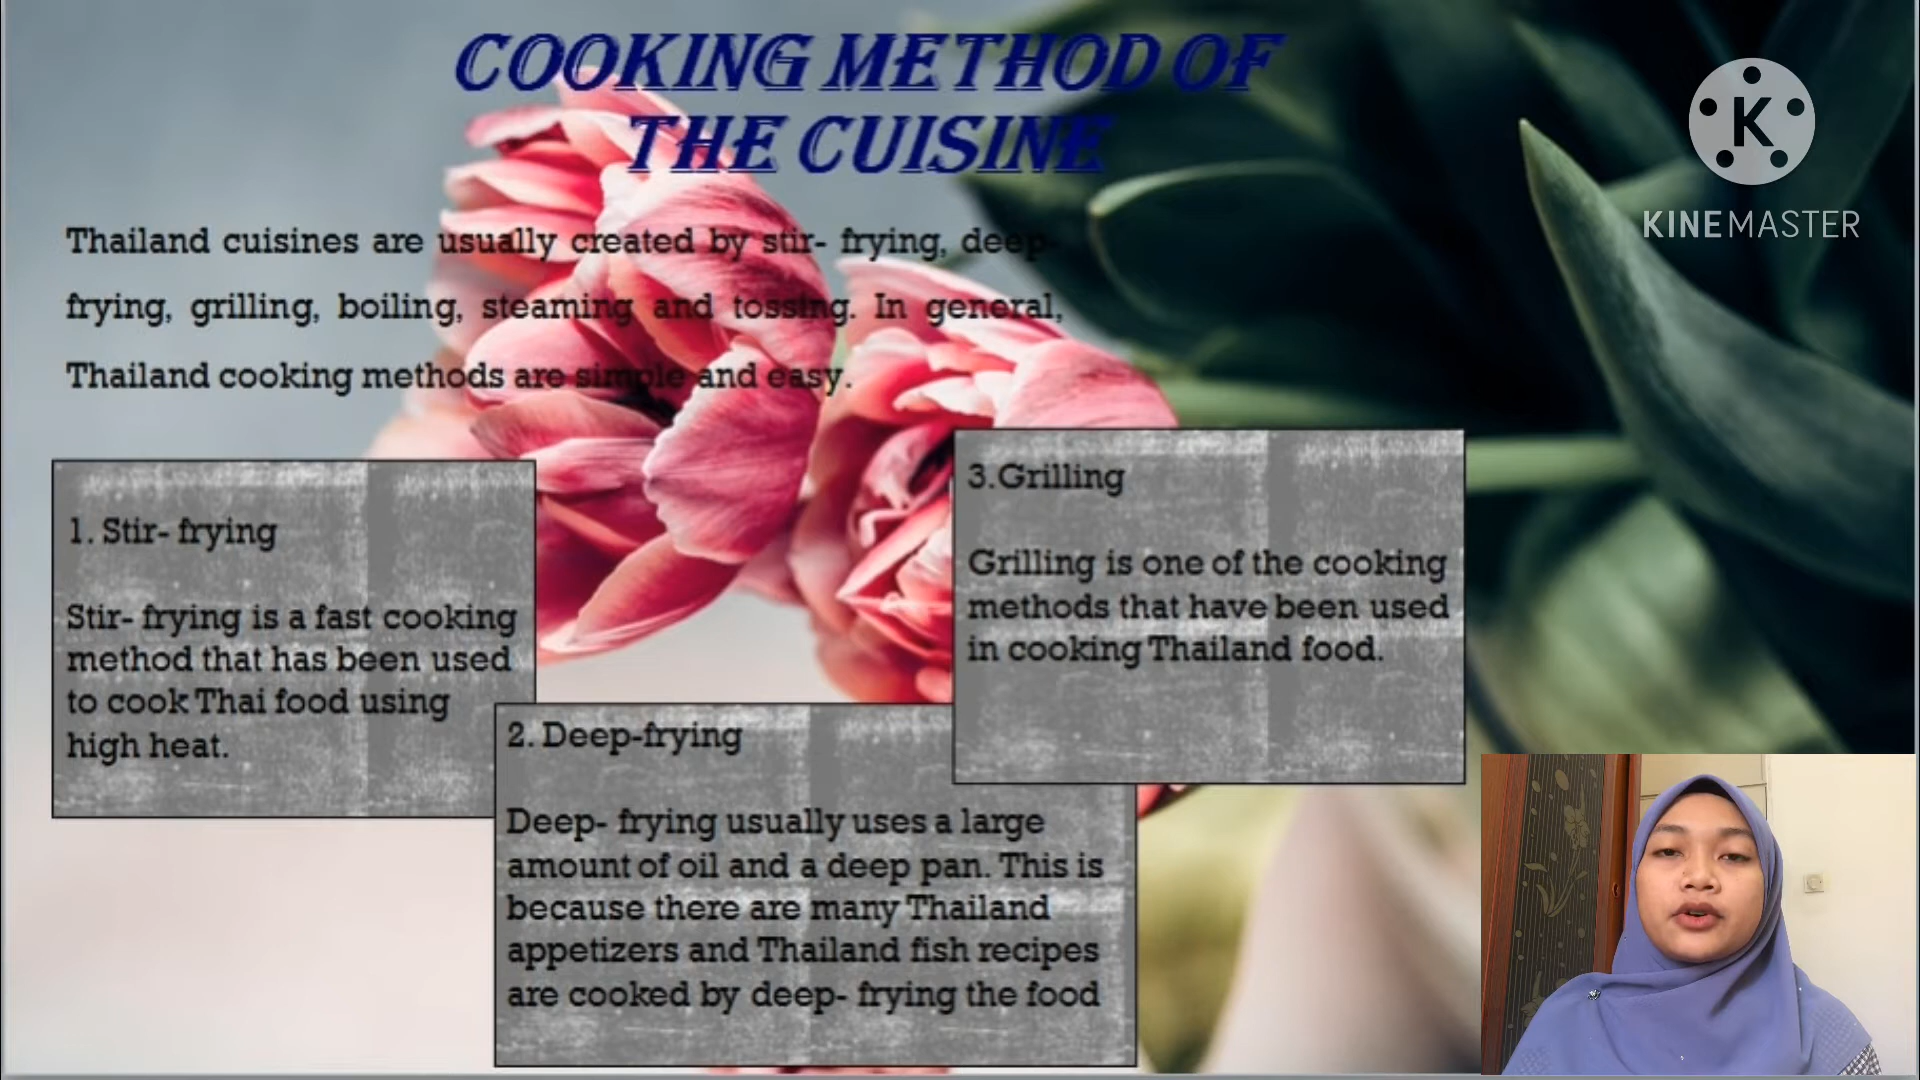 COOKING METHOD OF
THE CUISINE
K
KINEMASTER
Thailand cuisines are usually created by stir- frying, deep-
frying, grilling, boiling, steaming and tossing. In general,
Thailand cooking methods are simple and easy.
1. Stir- frying
Stir- frying is a fast cooking
method that has been used
to cook Thai food using
high heat.
2. Deep-frying
Deep- frying usually uses a large
amount of oil and a deep pan. This is
because there are many Thailand
appetizers and Thailand fish recipes
are cooked by deep- frying the food
3.Grilling
Grilling is one of the cooking
methods that have been used
in cooking Thailand food.